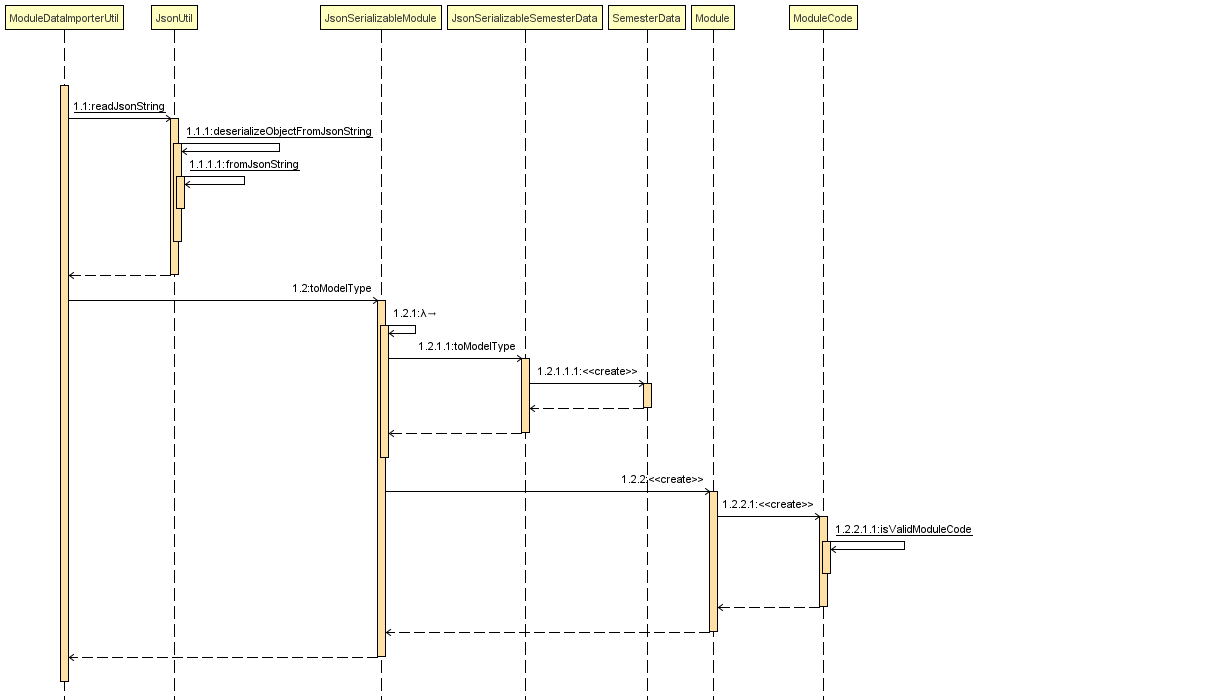 ModuleDataImporterUtil
JsonUtil
JsonSerializableModule
JsonSerializableSemesterData
SemesterData
Module
ModuleCode
1.1:readJsonString
1.1.1:deserializeObjectFromJsonString
1.1.1.1:fromJsonString
1.2:toModelType
1.2.1:λ→
1.2.1.1:toModelType
1.2.1.1.1:<<create>>
1.2.2:<<create>>
1.2.2.1:<<create>>
1.2.2.1.1:isValidModuleCode